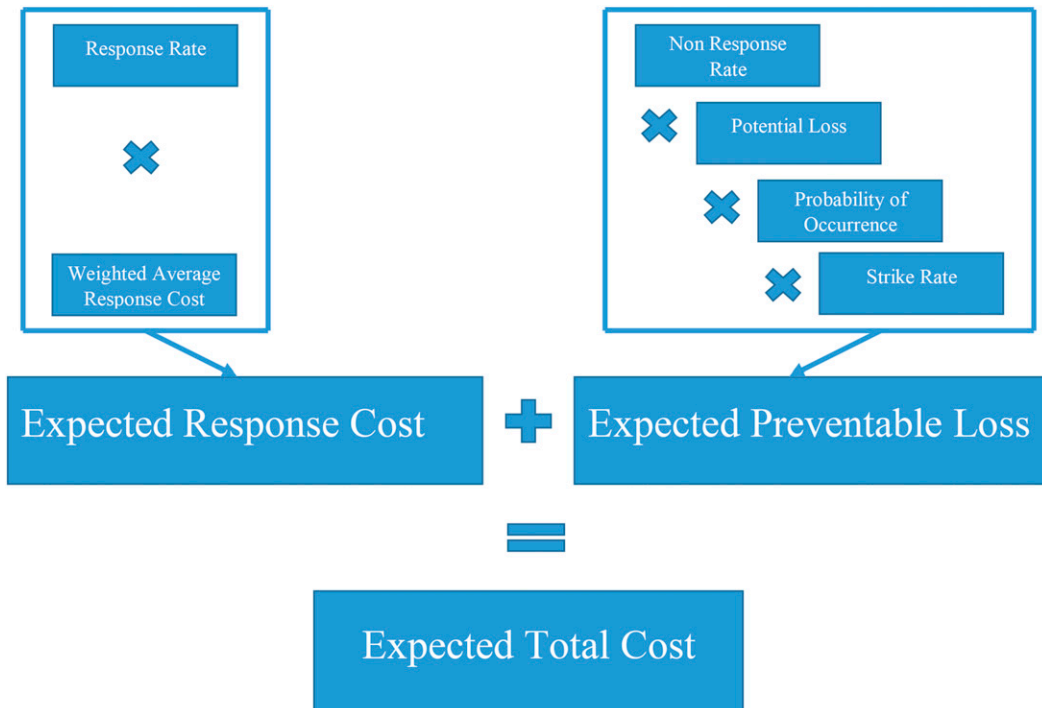 Response Rate
Weighted Average
Response Cost
Non Response
Rate
Potential Loss
Probability of
Occurrence
Strike Rate
Expected Response Cost
Expected Preventable Loss
Expected Total Cost